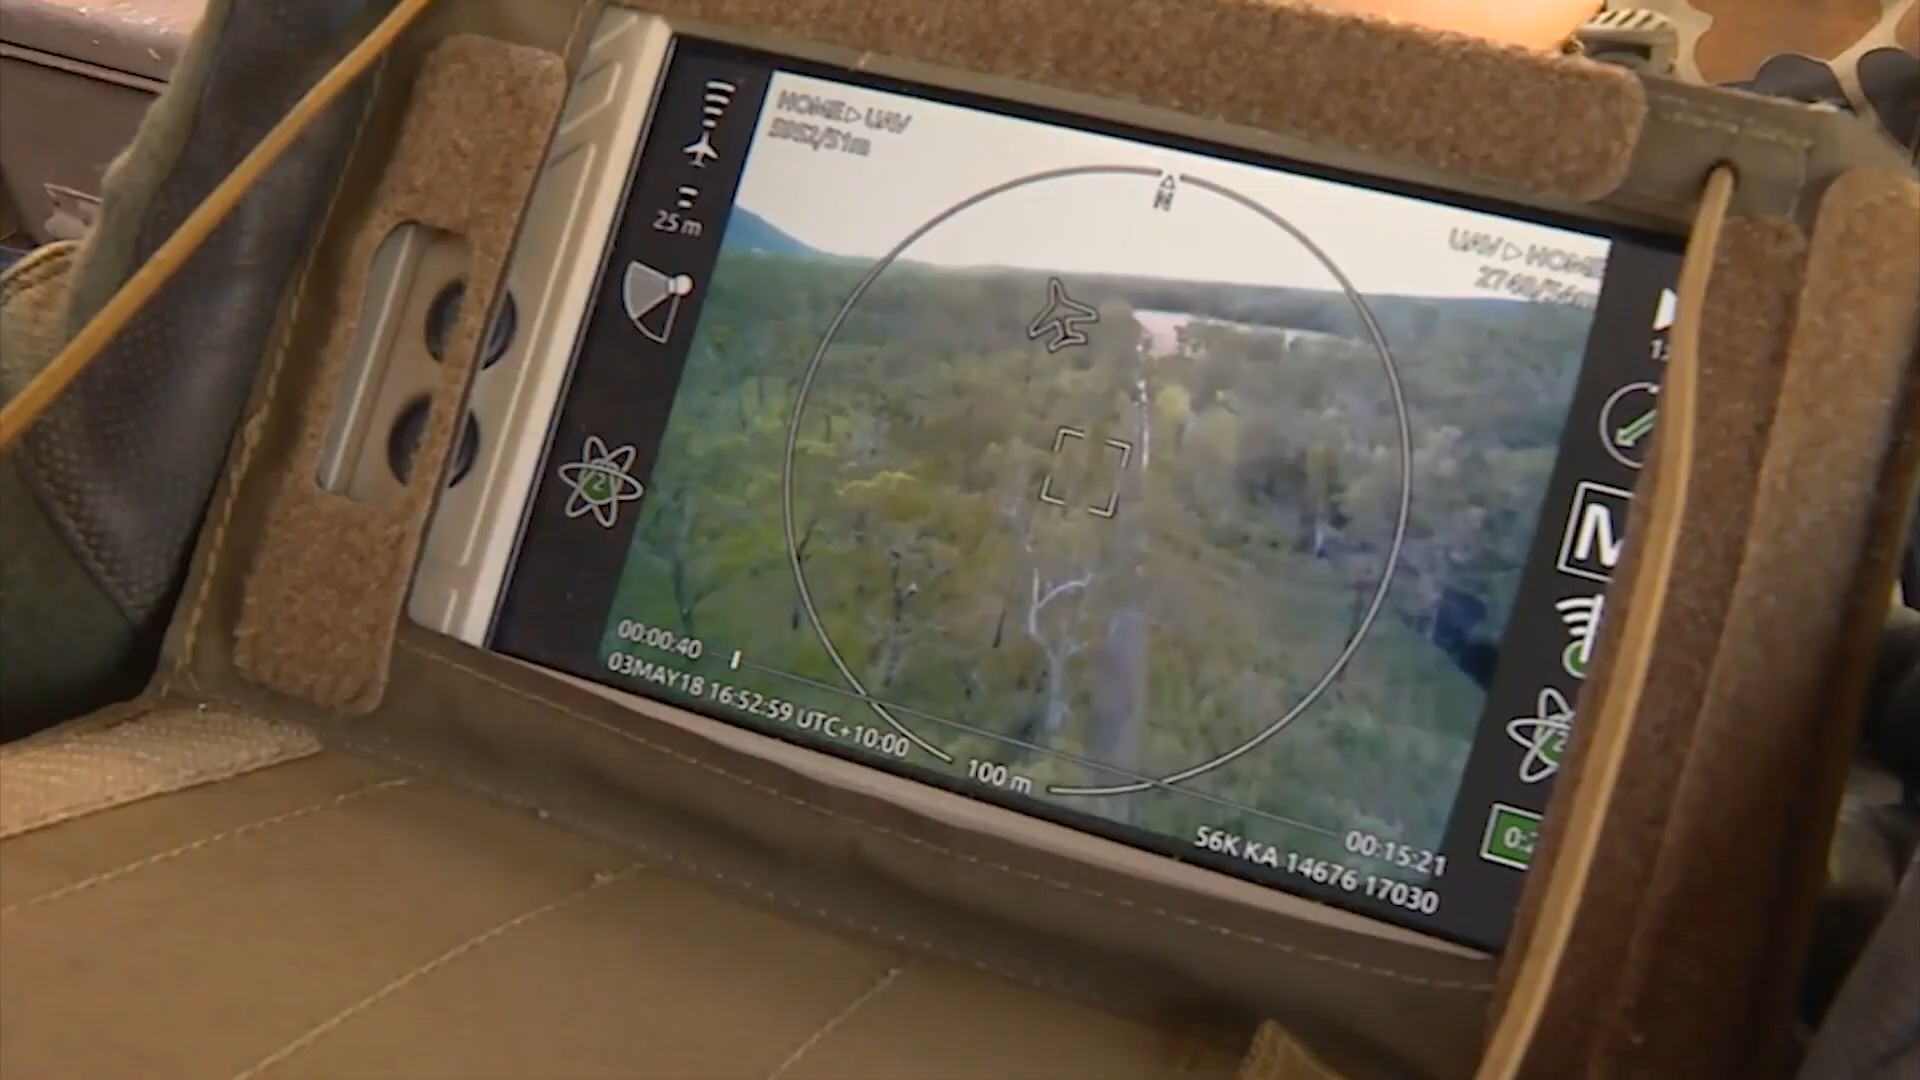 HOME▷UAV
N
UAV▷HOME
25 m
M
00:00:40
03MAY18 16:52:59 UTC+10:00
100 m
00:15:21
56K KA 14676 17030